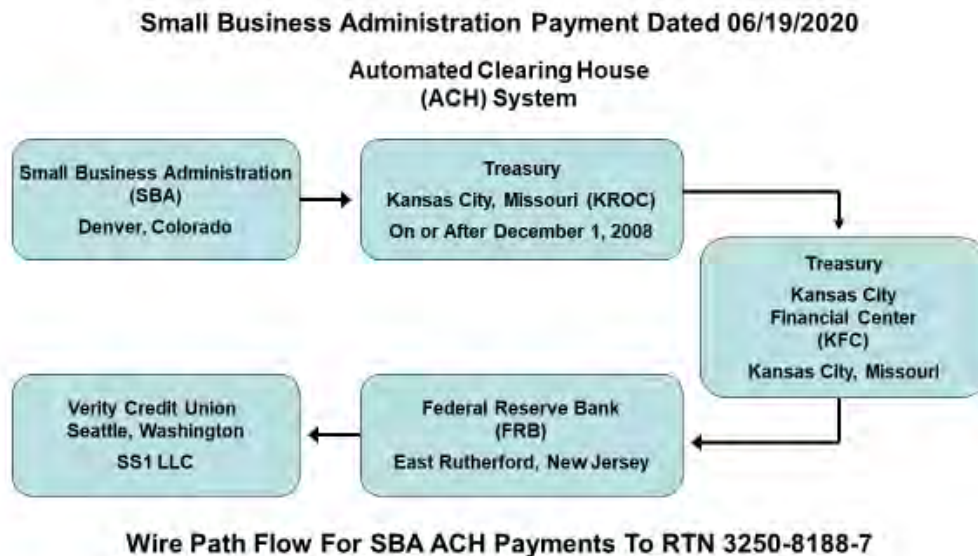 Small Business Administration Payment Dated 06/19/2020
Automated Clearing House
(ACH) System
Small Business Administration
(SBA)
Denver, Colorado
Treasury
Kansas City, Missouri (KROC)
On or After December 1, 2008
Treasury
Kansas City
Financial Center
(KFC)
Kansas City, Missouri
Federal Reserve Bank
(FRB)
East Rutherford, New Jersey
Verity Credit Union
Seattle, Washington
SS1 LLC
Wire Path Flow For SBA ACH Payments To RTN 3250-8188-7